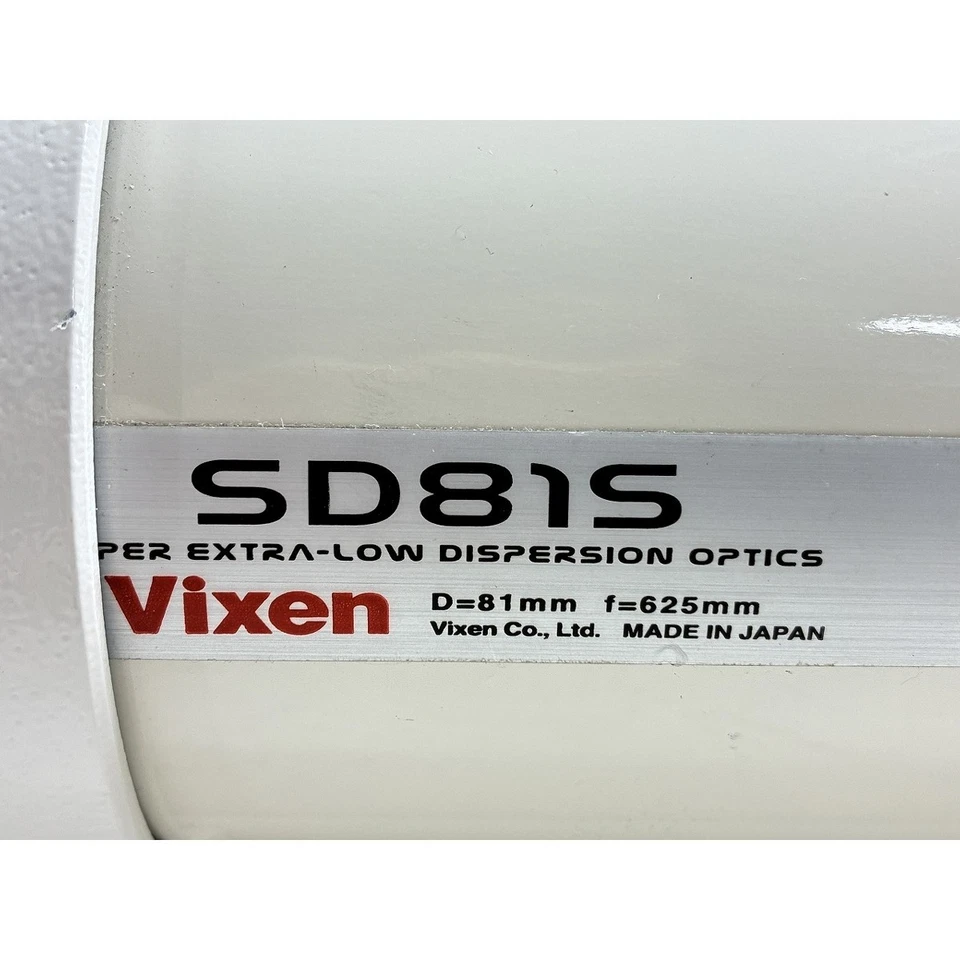 SD81S
PER EXTRA-LOW DISPERSION OPTICS
Vixen
D=81mm f=625mm
Vixen Co., Ltd. MADE IN JAPAN